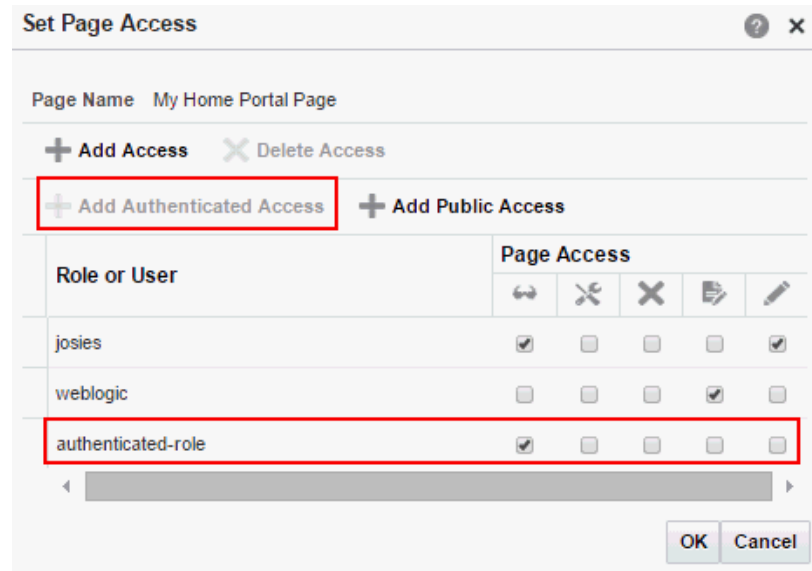 Set Page Access
Page Name My Home Portal Page
Add Access Delete Access
Add Authenticated Access Add Public Access
Role or User
Page Access
josies
weblogic
authenticated-role
OK Cancel